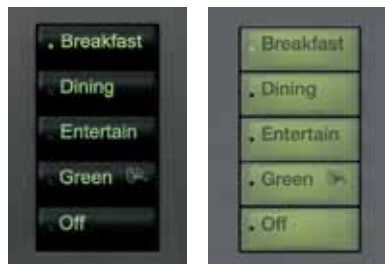 Breakfast
Dining
Entertain
Green
Off
Breakfast
Dining
Entertain
Green
Off